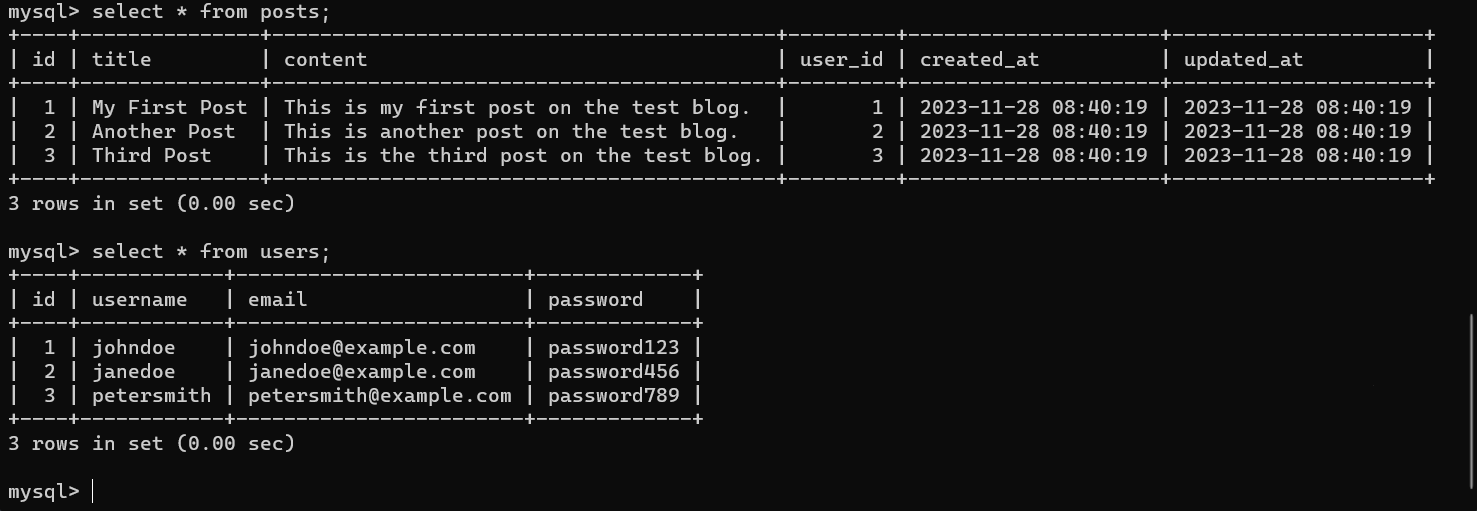 mysql> select * from posts;
+----+---------------+-------------------------------------------+---------+---------------------+---------------------+
| id | title         | content                                   | user_id | created_at          | updated_at          |
+----+---------------+-------------------------------------------+---------+---------------------+---------------------+
|  1 | My First Post | This is my first post on the test blog.   |       1 | 2023-11-28 08:40:19 | 2023-11-28 08:40:19 |
|  2 | Another Post  | This is another post on the test blog.    |       2 | 2023-11-28 08:40:19 | 2023-11-28 08:40:19 |
|  3 | Third Post    | This is the third post on the test blog. |       3 | 2023-11-28 08:40:19 | 2023-11-28 08:40:19 |
+----+---------------+-------------------------------------------+---------+---------------------+---------------------+
3 rows in set (0.00 sec)
mysql> select * from users;
+----+------------+------------------------+-------------+
| id | username   | email                  | password    |
+----+------------+------------------------+-------------+
|  1 | johndoe    | johndoe@example.com    | password123 |
|  2 | janedoe    | janedoe@example.com    | password456 |
|  3 | petersmith | petersmith@example.com | password789 |
+----+------------+------------------------+-------------+
3 rows in set (0.00 sec)
mysql>